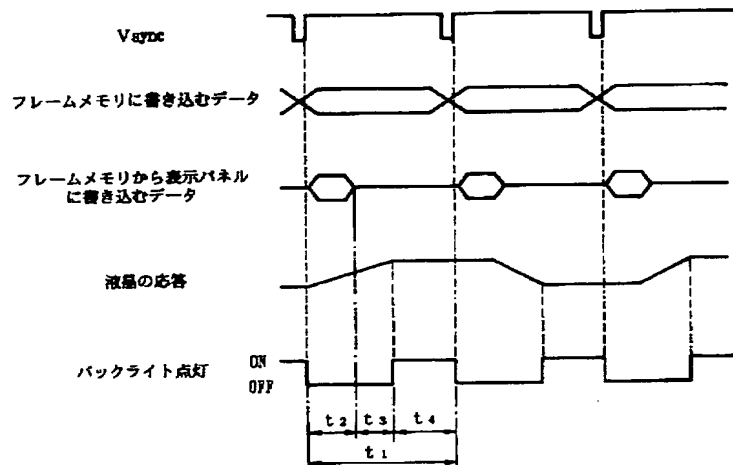 Vsync
フレームメモリに書き込むデータ
フレームメモリから表示パネル
に書き込むデータ
液晶の応答
バックライト点灯
ON
OFF
t2
t3
t4
t1